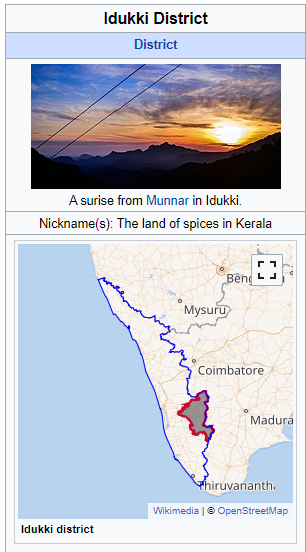 Idukki District
District
A surise from Munnar in Idukki.
Nickname(s): The land of spices in Kerala
Mysuru
Coimbatore
Madura
Thiruvananth
Wikimedia | © OpenStreetMap
Idukki district